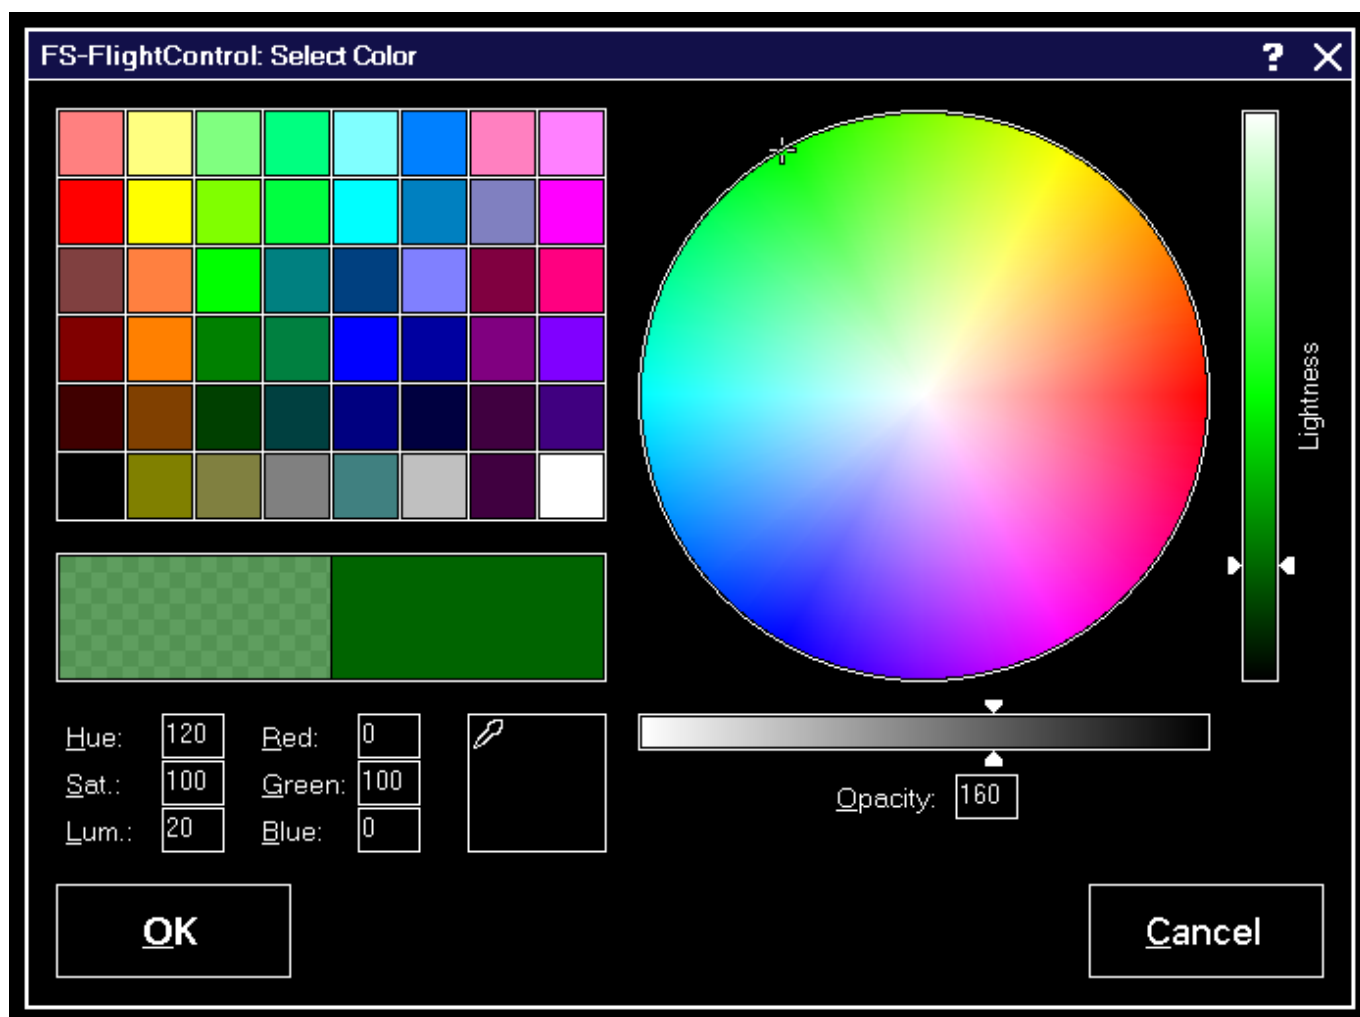 FS-FlightControl: Select Color ?
Lightness
Hue: 120 Red: 0
Sat.: 100 Green: 100
Lum.: 20 Blue: 0
Opacity: 160
OK Cancel